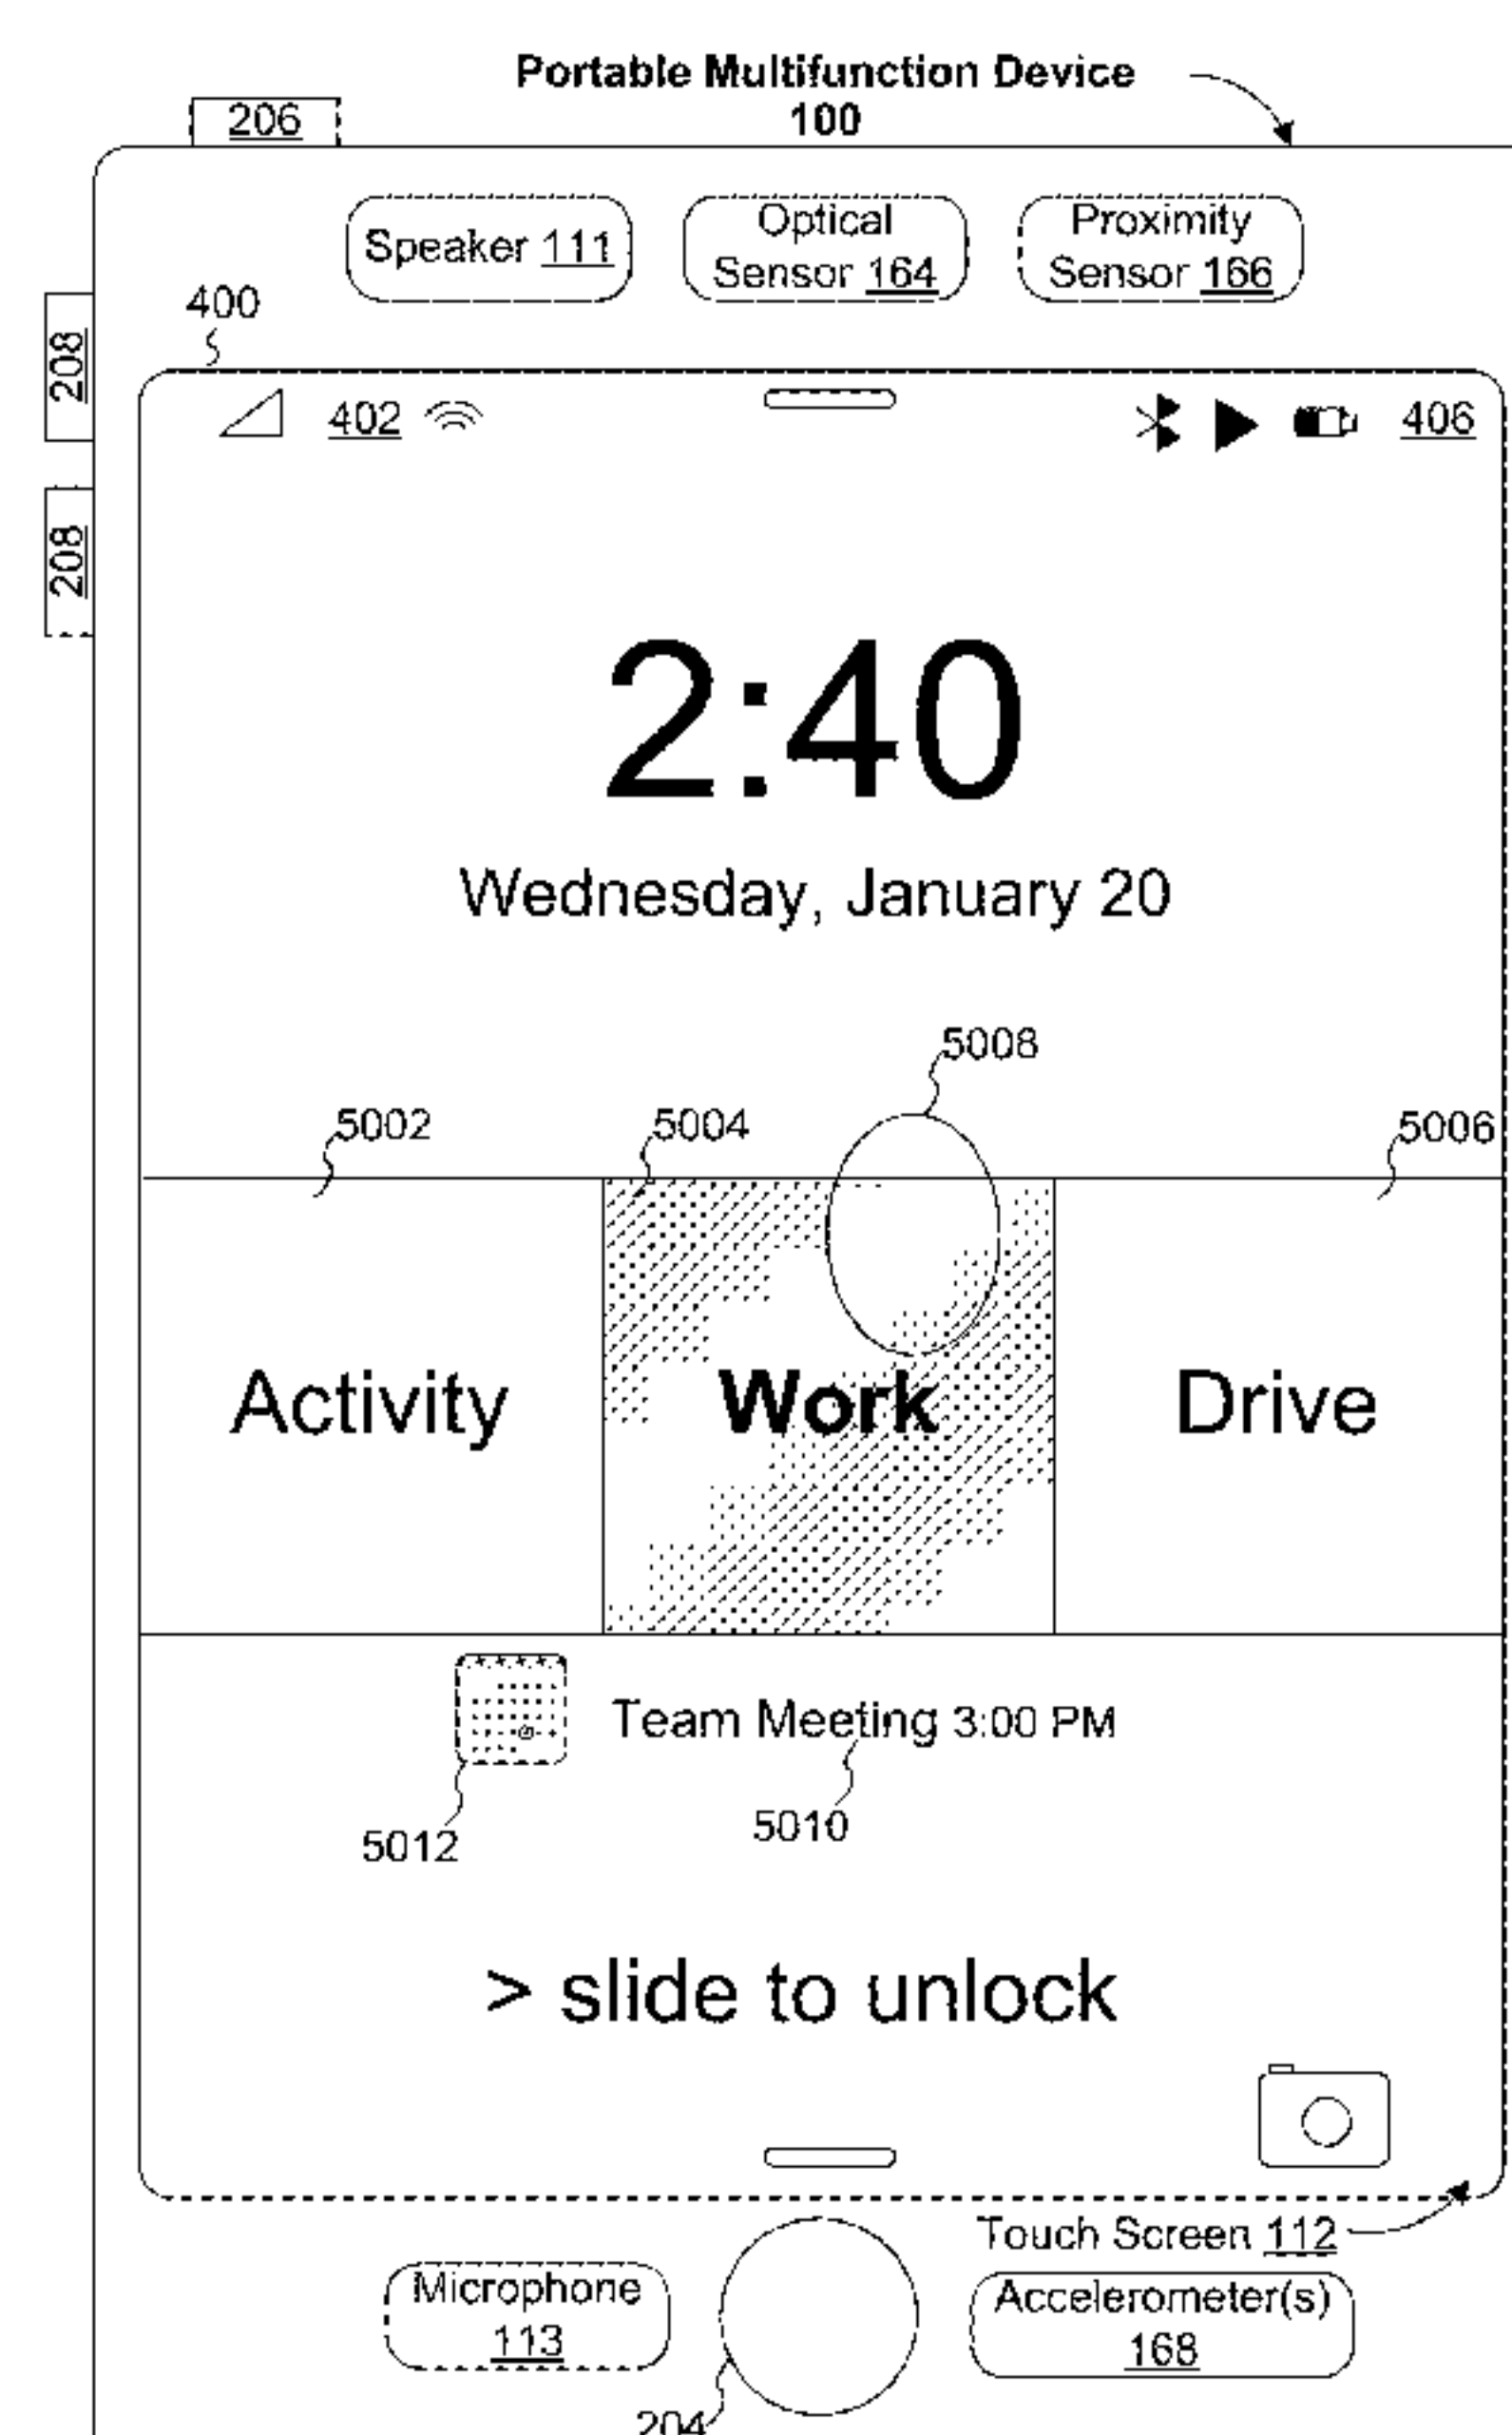 Portable Multifunction Device
100
206
Speaker 111
Optical
Sensor 164
Proximity
Sensor 166
400
208
402
406
208
2:40
Wednesday, January 20
5008
5002
5004
5006
Activity
Work
Drive
Team Meeting 3:00 PM
5012
5010
> slide to unlock
Touch Screen 112
Microphone
113
Accelerometer(s)
168
204